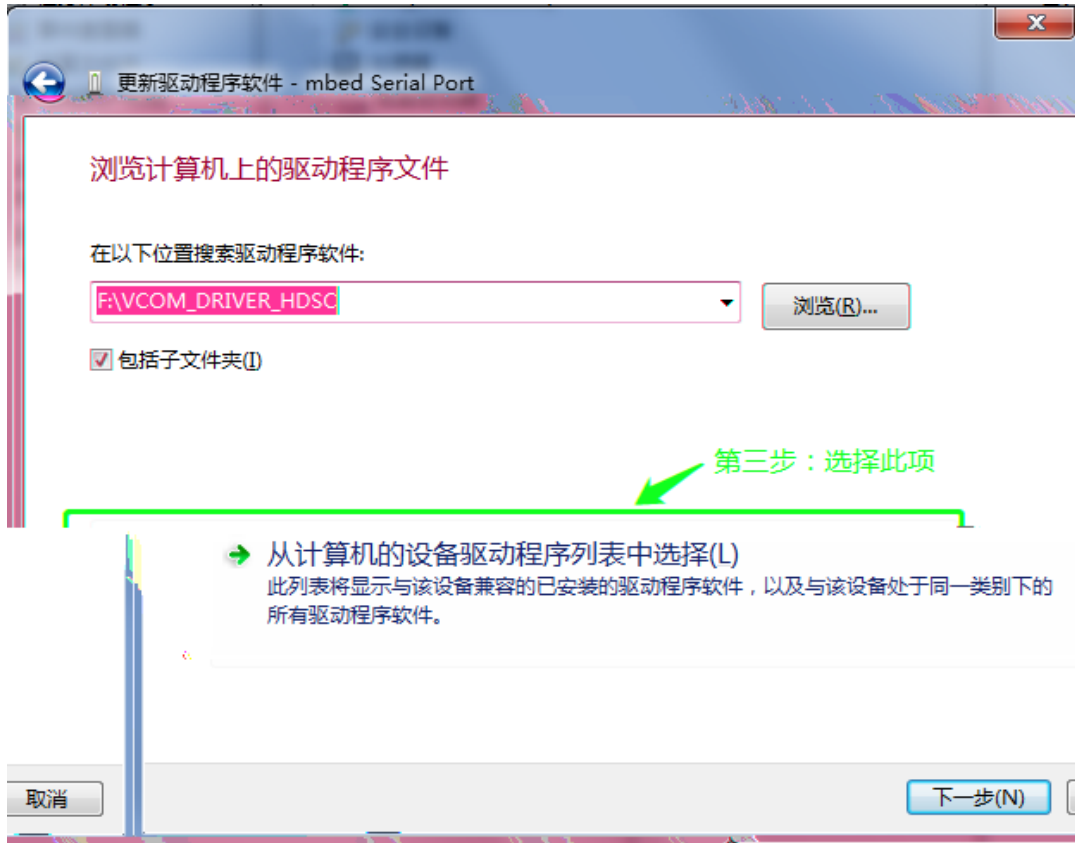 更新驱动程序软件 - mbed Serial Port
浏览计算机上的驱动程序文件
在以下位置搜索驱动程序软件:
F:\VCOM_DRIVER_HDSC
浏览(R)...
包括子文件夹(I)
第三步：选择此项
从计算机的设备驱动程序列表中选择(L)
此列表将显示与该设备兼容的已安装的驱动程序软件，以及与该设备处于同一类别下的
所有驱动程序软件。
取消
下一步(N)